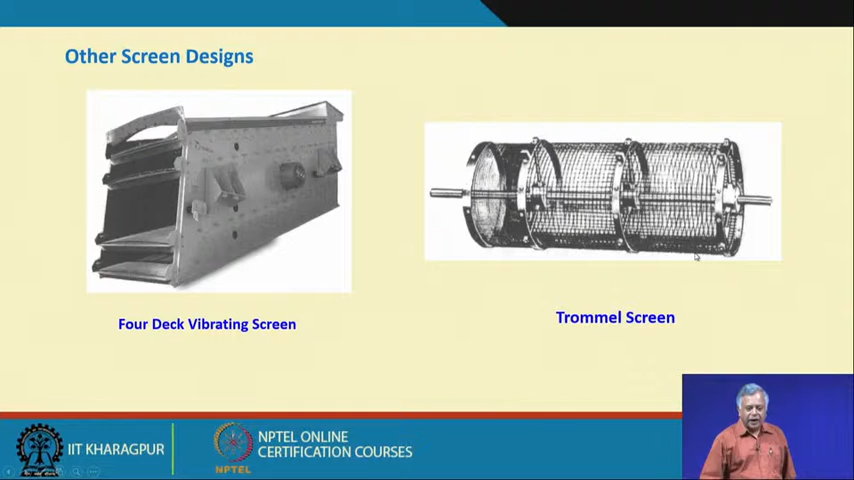 Other Screen Designs
Four Deck Vibrating Screen
Trommel Screen
IIT KHARAGPUR
NPTEL
NPTEL ONLINE
CERTIFICATION COURSES